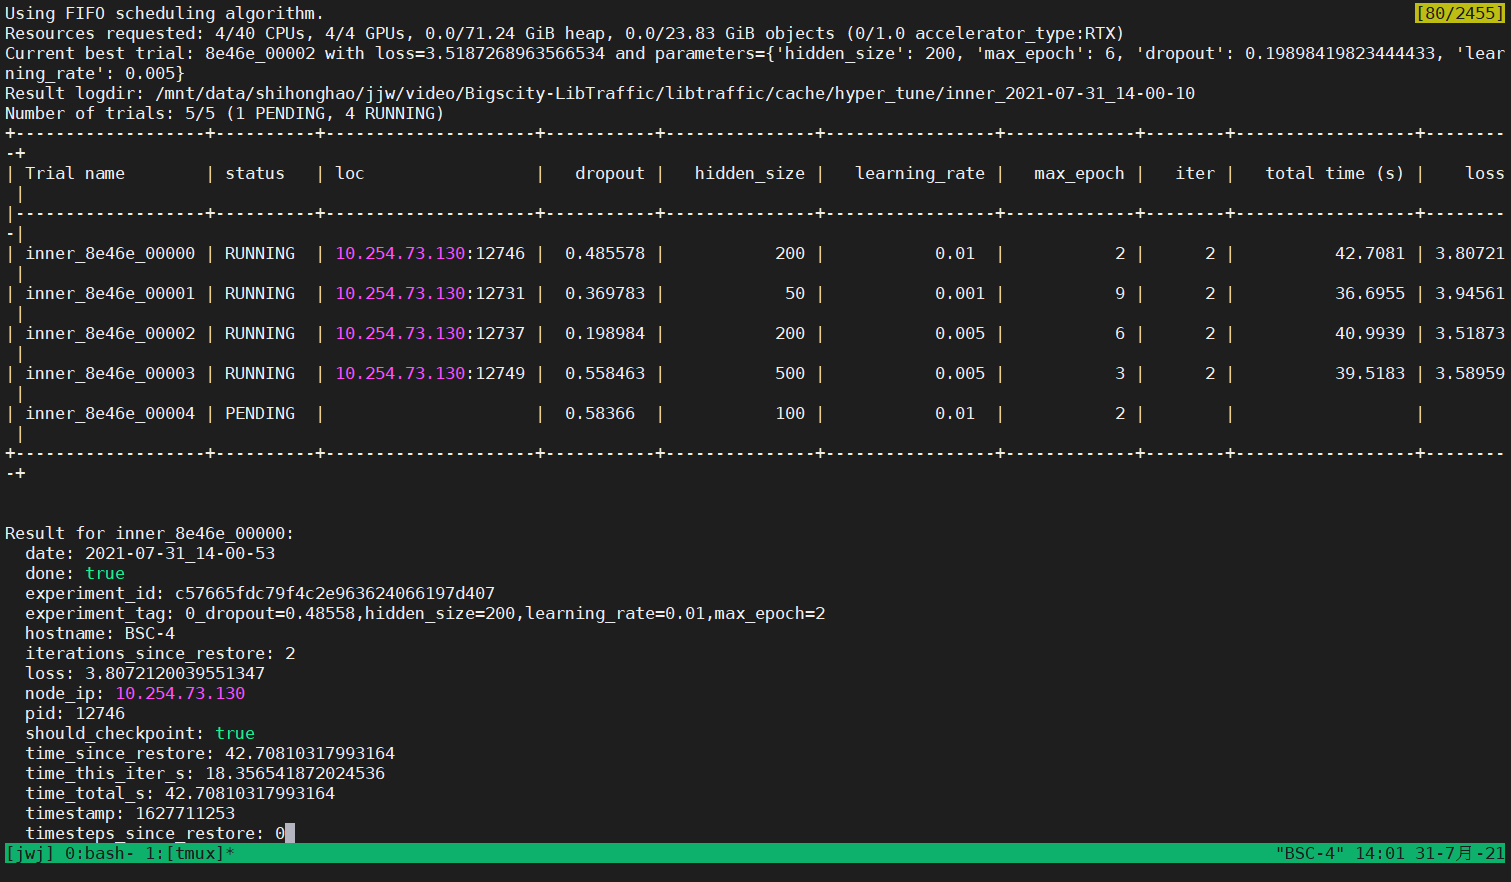 Using FIFO scheduling algorithm. [80/2455]
Resources requested: 4/40 CPUs, 4/4 GPUs, 0.0/71.24 GiB heap, 0.0/23.83 GiB objects (0/1.0 accelerator_type:RTX)
Current best trial: 8e46e_00002 with loss=3.5187268963566534 and parameters={'hidden_size': 200, 'max_epoch': 6, 'dropout': 0.19898419823444433, 'lear
ning_rate': 0.005}
Result logdir: /mnt/data/shihonghao/jjw/video/Bigscity-LibTraffic/libtraffic/cache/hyper_tune/inner_2021-07-31_14-00-10
Number of trials: 5/5 (1 PENDING, 4 RUNNING)
+-------------------+----------+---------------------+-----------+---------------+-----------------+-------------+--------+------------------+--------
-+
| Trial name        | status   | loc                 |   dropout |   hidden_size |   learning_rate |   max_epoch |   iter |   total time (s) |    loss
 |
|-------------------+----------+---------------------+-----------+---------------+-----------------+-------------+--------+------------------+--------
-|
| inner_8e46e_00000 | RUNNING  | 10.254.73.130:12746 |  0.485578 |           200 |           0.01  |           2 |      2 |          42.7081 | 3.80721
 |
| inner_8e46e_00001 | RUNNING  | 10.254.73.130:12731 |  0.369783 |            50 |           0.001 |           9 |      2 |          36.6955 | 3.94561
 |
| inner_8e46e_00002 | RUNNING  | 10.254.73.130:12737 |  0.198984 |           200 |           0.005 |           6 |      2 |          40.9939 | 3.51873
 |
| inner_8e46e_00003 | RUNNING  | 10.254.73.130:12749 |  0.558463 |           500 |           0.005 |           3 |      2 |          39.5183 | 3.58959
 |
| inner_8e46e_00004 | PENDING  |                     |  0.58366  |           100 |           0.01  |           2 |        |                  |
 |
+-------------------+----------+---------------------+-----------+---------------+-----------------+-------------+--------+------------------+--------
-+
Result for inner_8e46e_00000:
  date: 2021-07-31_14-00-53
  done: true
  experiment_id: c57665fdc79f4c2e963624066197d407
  experiment_tag: 0_dropout=0.48558,hidden_size=200,learning_rate=0.01,max_epoch=2
  hostname: BSC-4
  iterations_since_restore: 2
  loss: 3.8072120039551347
  node_ip: 10.254.73.130
  pid: 12746
  should_checkpoint: true
  time_since_restore: 42.70810317993164
  time_this_iter_s: 18.356541872024536
  time_total_s: 42.70810317993164
  timestamp: 1627711253
  timesteps_since_restore: 0
[jwj] 0:bash- 1:[tmux]* "BSC-4" 14:01 31-7月-21